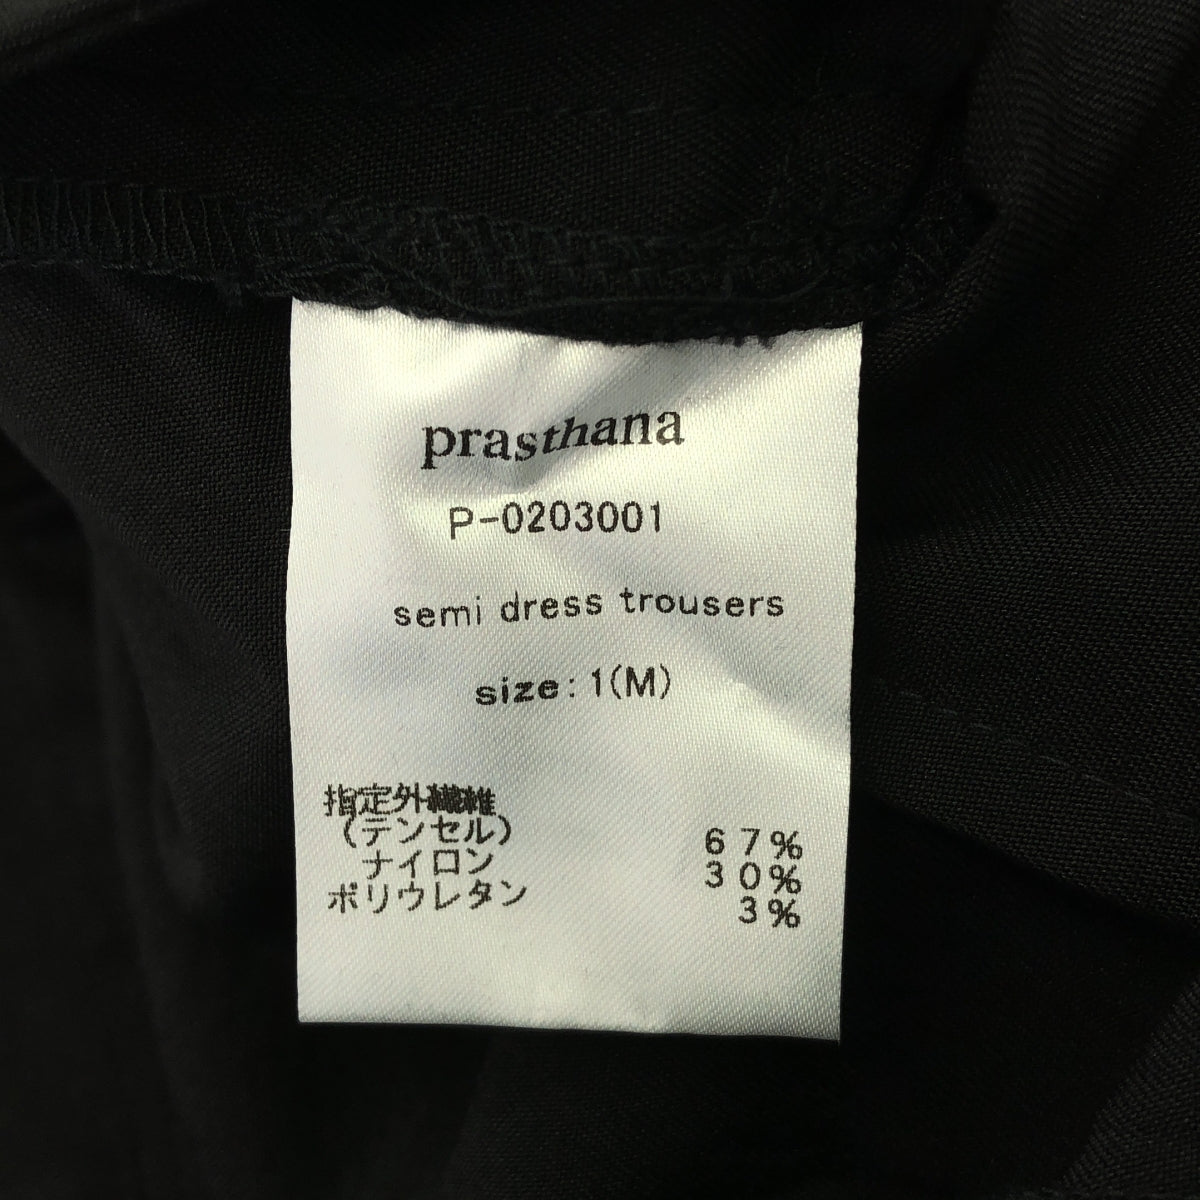 prasthana
P-0203001
semi dress trousers
size: 1(M)
指定外繊維
(テンセル) 67%
ナイロン 30%
ポリウレタン 3%